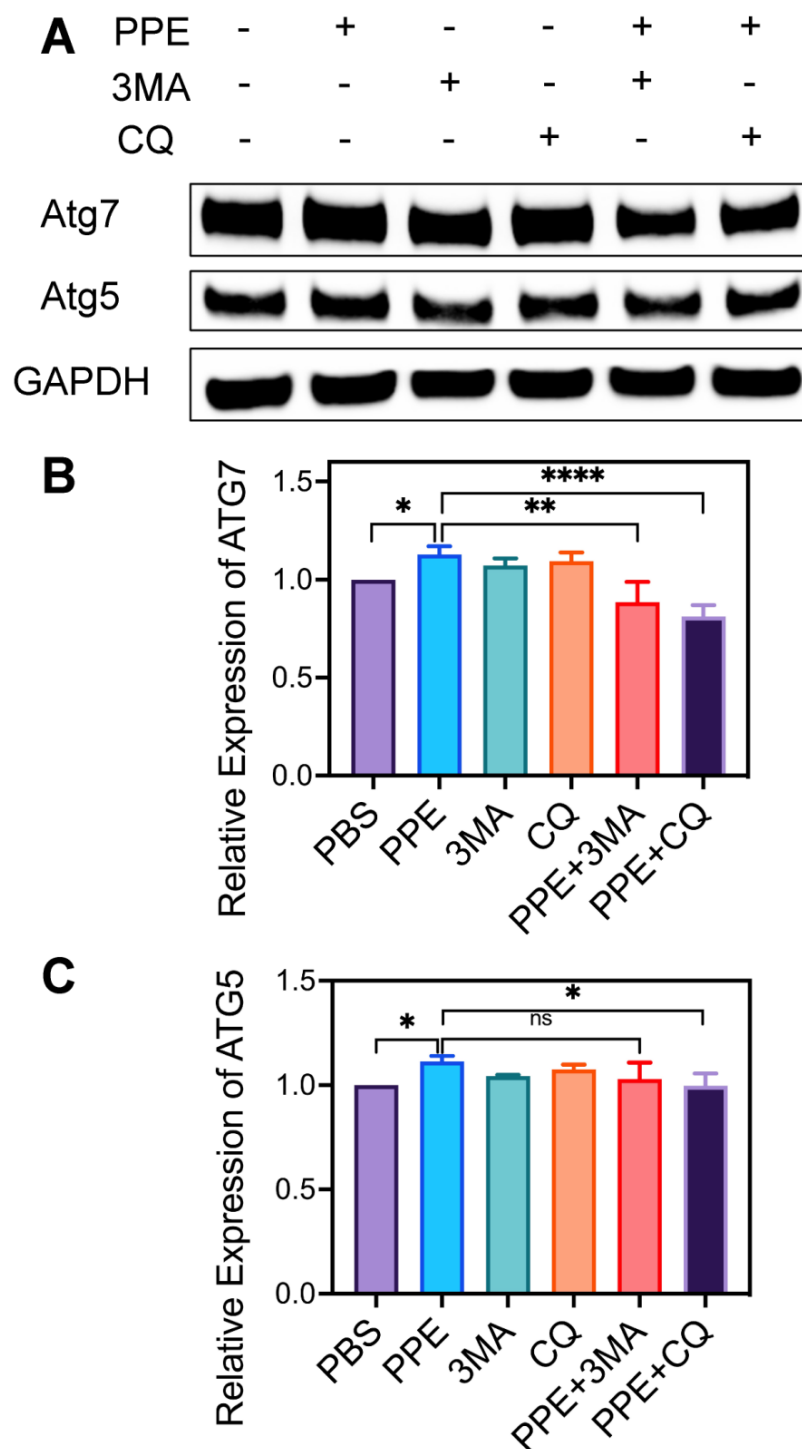 A
PPE - + - - + +
3MA - - + - + -
CQ - - - + - +
Atg7
Atg5
GAPDH
B
Relative Expression of ATG7
1.5
1.0
0.5
0.0
****
**
*
PBS
PPE
3MA
CQ
PPE+3MA
PPE+CQ
C
Relative Expression of ATG5
1.5
1.0
0.5
0.0
*
ns
*
PBS
PPE
3MA
CQ
PPE+3MA
PPE+CQ